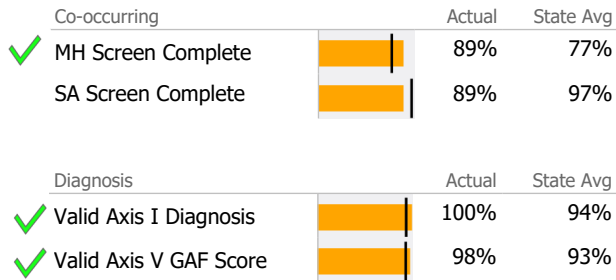 Co-occurring Actual State Avg
MH Screen Complete 89% 77%
SA Screen Complete 89% 97%
Diagnosis Actual State Avg
Valid Axis I Diagnosis 100% 94%
Valid Axis V GAF Score 98% 93%